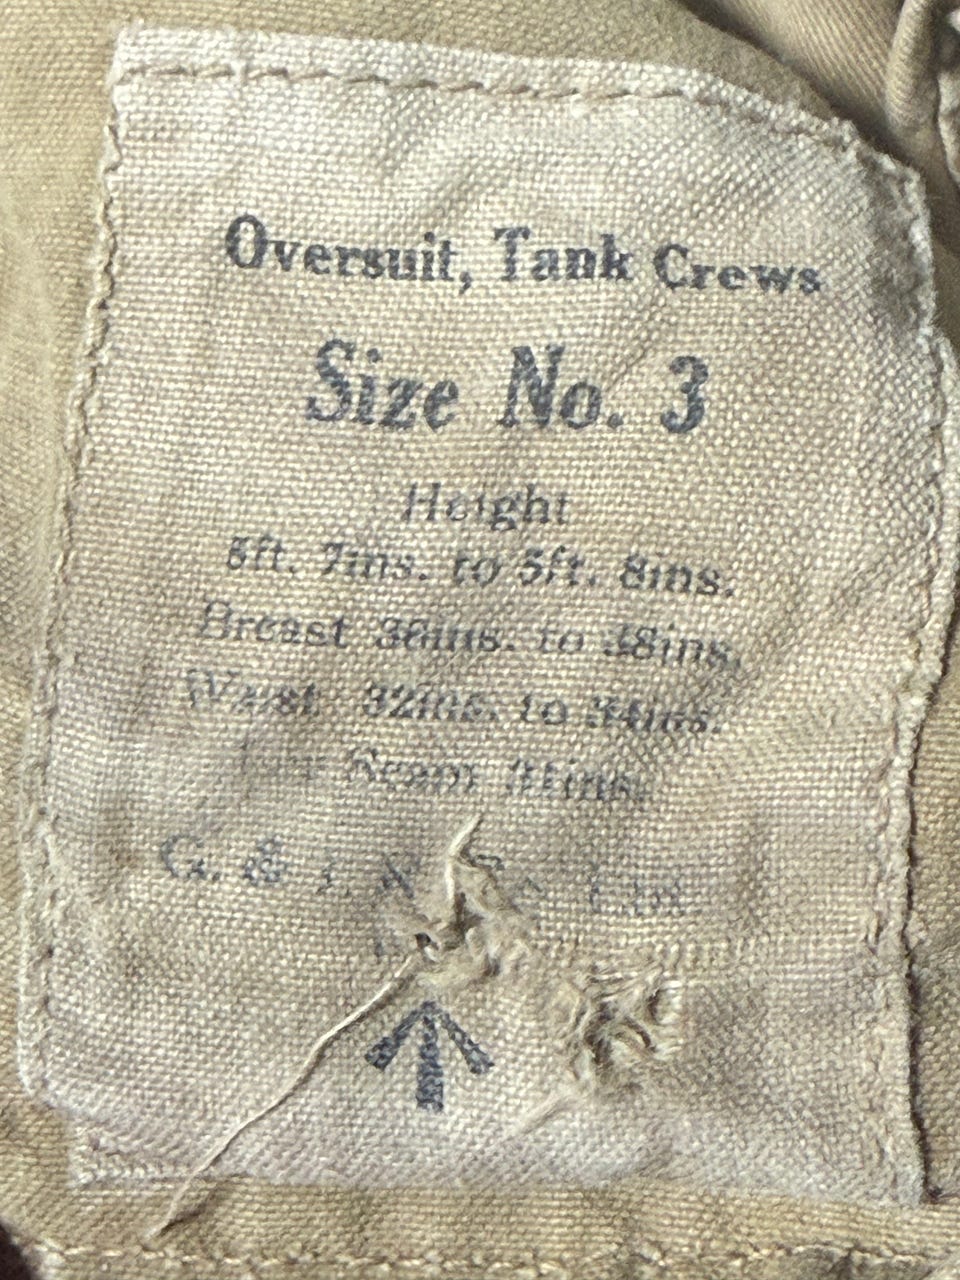 Oversuit, Tank Crews
Size No. 3
Height
5ft. 7ins. to 5ft. 8ins.
Breast 36ins. to 38ins.
Waist 32ins. to 34ins.
Seam
G. &